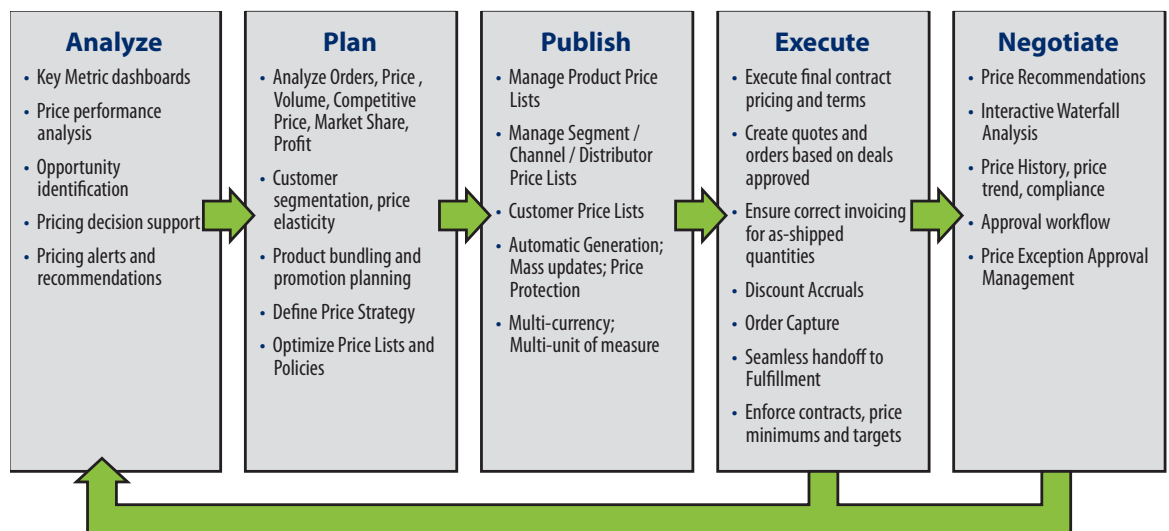 Analyze
• Key Metric dashboards
• Price performance
analysis
• Opportunity
identification
• Pricing decision support
• Pricing alerts and
recommendations
Plan
• Analyze Orders, Price ,
Volume, Competitive
Price, Market Share,
Profit
• Customer
segmentation, price
elasticity
• Product bundling and
promotion planning
• Define Price Strategy
• Optimize Price Lists and
Policies
Publish
• Manage Product Price
Lists
• Manage Segment /
Channel / Distributor
Price Lists
• Customer Price Lists
• Automatic Generation;
Mass updates; Price
Protection
• Multi-currency;
Multi-unit of measure
Execute
• Execute final contract
pricing and terms
• Create quotes and
orders based on deals
approved
• Ensure correct invoicing
for as-shipped
quantities
• Discount Accruals
• Order Capture
• Seamless handoff to
Fulfillment
• Enforce contracts, price
minimums and targets
Negotiate
• Price Recommendations
• Interactive Waterfall
Analysis
• Price History, price
trend, compliance
• Approval workflow
• Price Exception Approval
Management